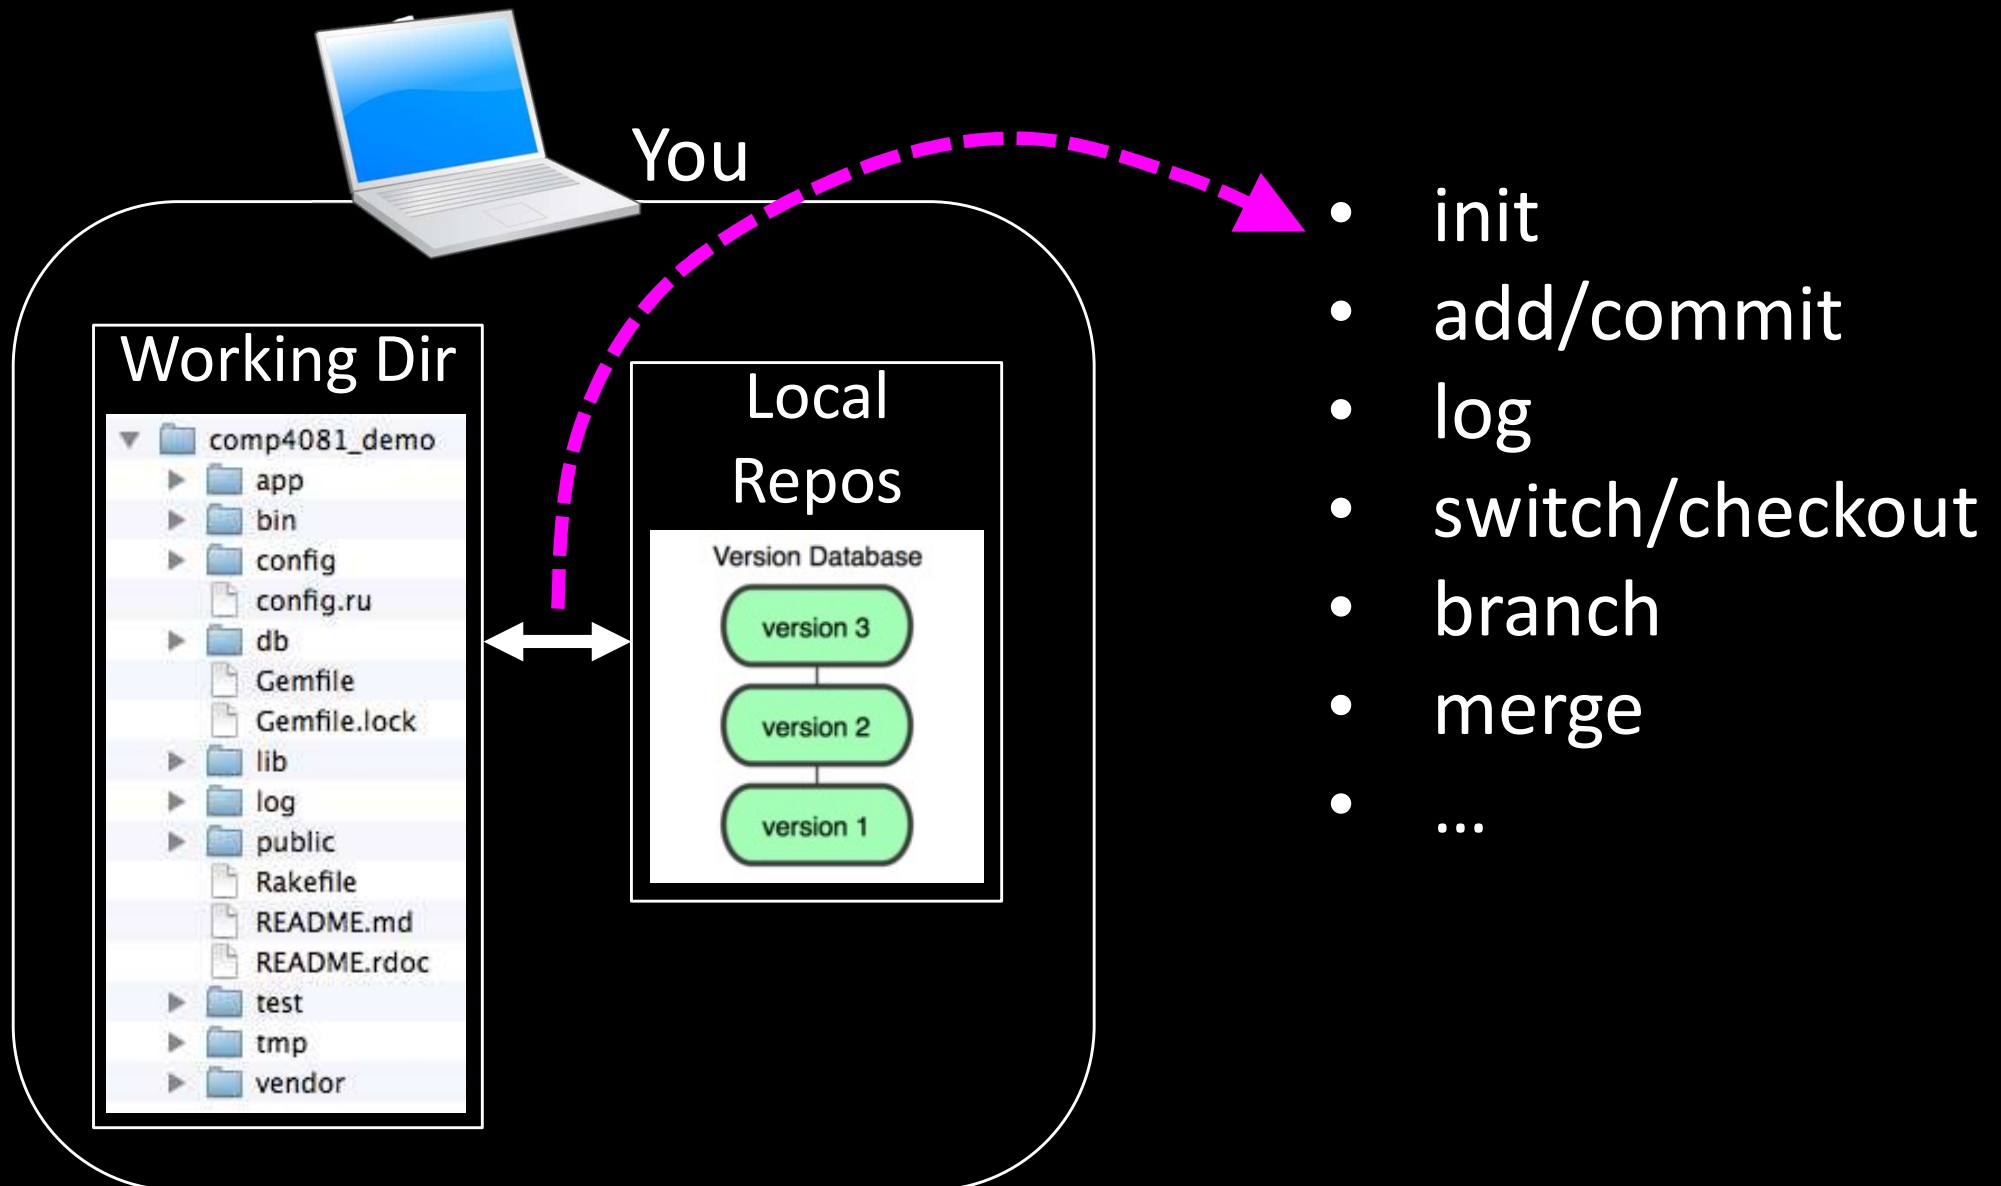 You
Working Dir
comp4081_demo
app
bin
config
config.ru
db
Gemfile
Gemfile.lock
lib
log
public
Rakefile
README.md
README.rdoc
test
tmp
vendor
Local
Repos
Version Database
version 3
version 2
version 1
• init
• add/commit
• log
• switch/checkout
• branch
• merge
• ...